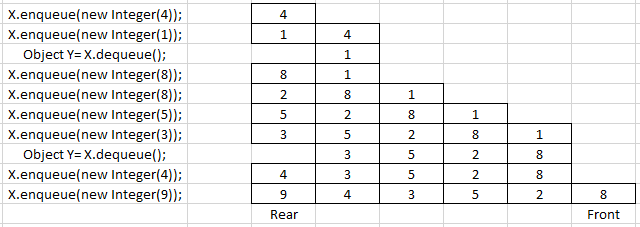 X.enqueue(new Integer(4)); 4
X.enqueue(new Integer(1)); 1 4
Object Y= X.dequeue(); 1
X.enqueue(new Integer(8)); 8 1
X.enqueue(new Integer(8)); 2 8 1
X.enqueue(new Integer(5)); 5 2 8 1
X.enqueue(new Integer(3)); 3 5 2 8 1
Object Y= X.dequeue(); 3 5 2 8
X.enqueue(new Integer(4)); 4 3 5 2 8
X.enqueue(new Integer(9)); 9 4 3 5 2 8
Rear Front